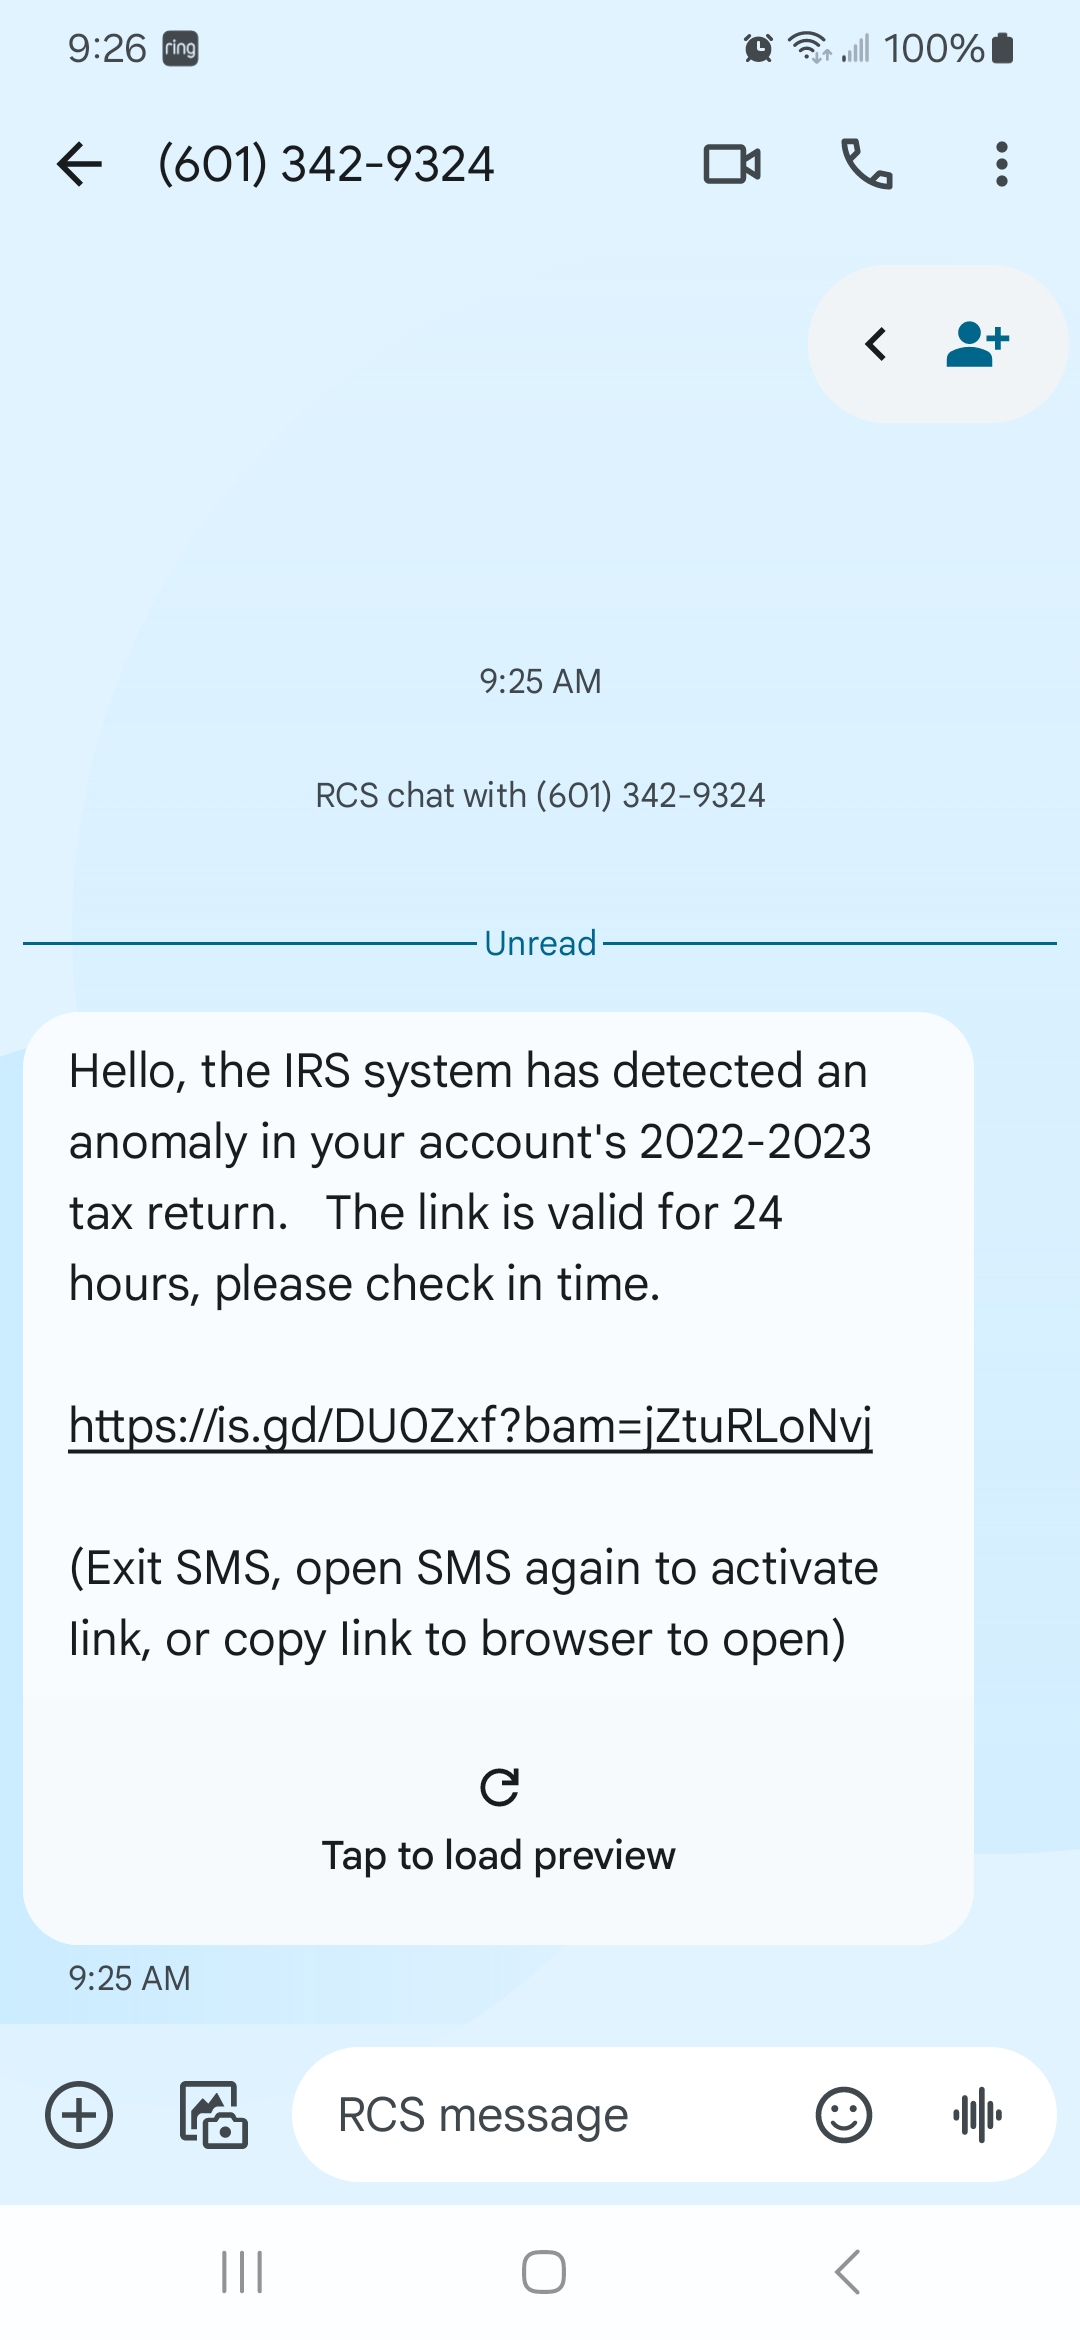 9:26 ring 100%
(601) 342-9324
9:25 AM
RCS chat with (601) 342-9324
Unread
Hello, the IRS system has detected an
anomaly in your account's 2022-2023
tax return.   The link is valid for 24
hours, please check in time.
https://is.gd/DU0Zxf?bam=jZtuRLoNvj
(Exit SMS, open SMS again to activate
link, or copy link to browser to open)
Tap to load preview
9:25 AM
RCS message